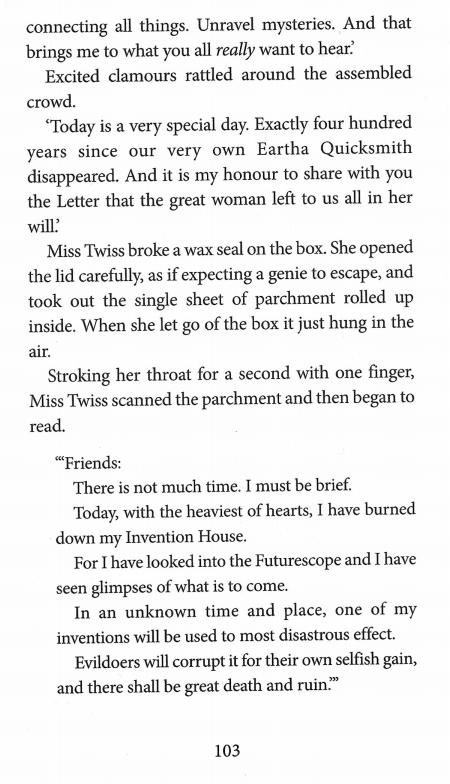 connecting all things. Unravel mysteries. And that
brings me to what you all really want to hear.’
Excited clamours rattled around the assembled
crowd.
‘Today is a very special day. Exactly four hundred
years since our very own Eartha Quicksmith
disappeared. And it is my honour to share with you
the Letter that the great woman left to us all in her
will.’
Miss Twiss broke a wax seal on the box. She opened
the lid carefully, as if expecting a genie to escape, and
took out the single sheet of parchment rolled up
inside. When she let go of the box it just hung in the
air.
Stroking her throat for a second with one finger,
Miss Twiss scanned the parchment and then began to
read.
‘“Friends:
There is not much time. I must be brief.
Today, with the heaviest of hearts, I have burned
down my Invention House.
For I have looked into the Futurescope and I have
seen glimpses of what is to come.
In an unknown time and place, one of my
inventions will be used to most disastrous effect.
Evildoers will corrupt it for their own selfish gain,
and there shall be great death and ruin.”’
103